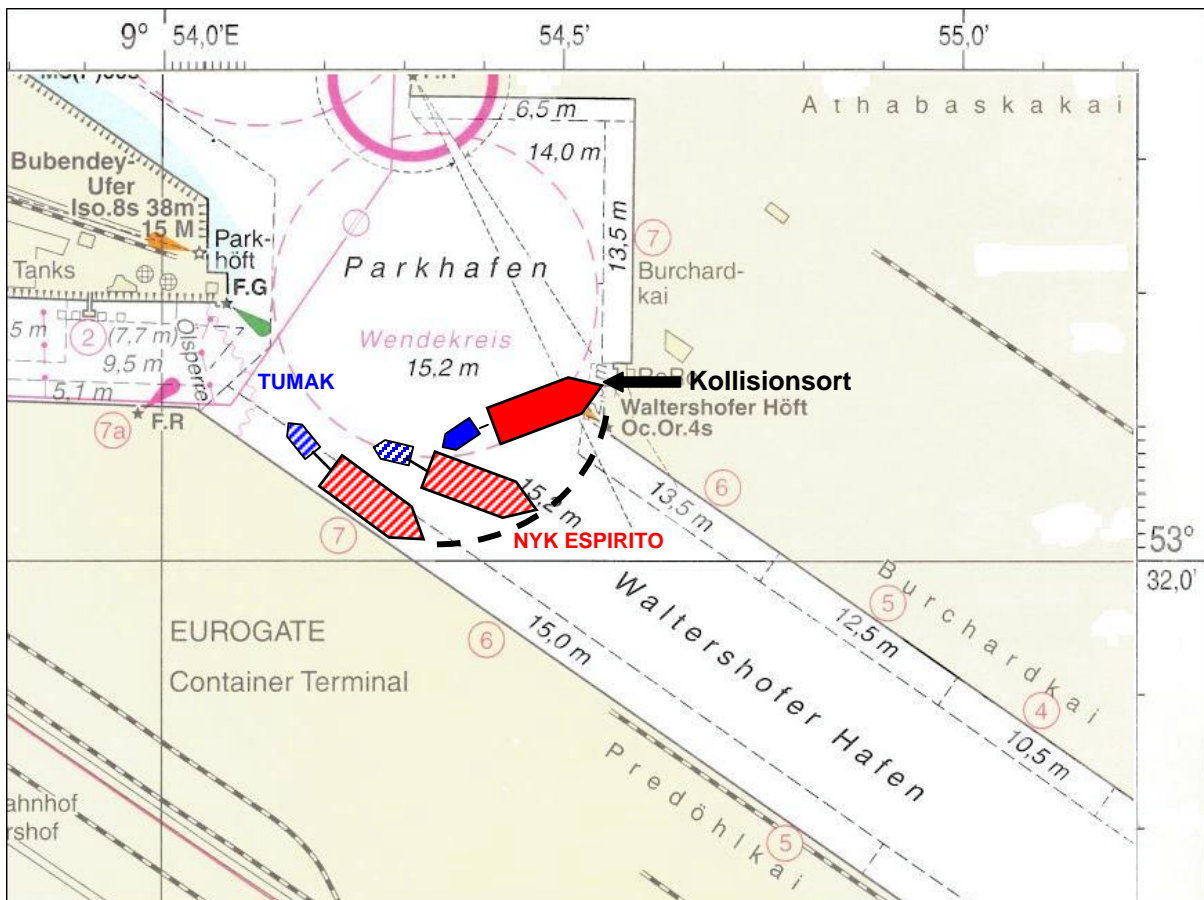 9° 54,0'E
54,5'
55,0'
Athabaskakai
6,5 m
14,0 m
13,5 m
7
Bubendey-
Ufer
Iso.8s 38m
15 M
Park-
höft
F.G
Tanks
Parkhafen
Burchard-
kai
2
(7,7 m)
9,5 m
5,1 m
Ölsperre
5 m
Wendekreis
15,2 m
TUMAK
7a
F.R
Kollisionsort
Waltershofer Höft
Oc.Or.4s
6
13,5 m
15,2 m
7
NYK ESPIRITO
53°
32,0'
EUROGATE
Container Terminal
6
15,0 m
Waltershofer Hafen
Burchardkai
5
12,5 m
4
10,5 m
Predöhlkai
5
ahnhof
rshof